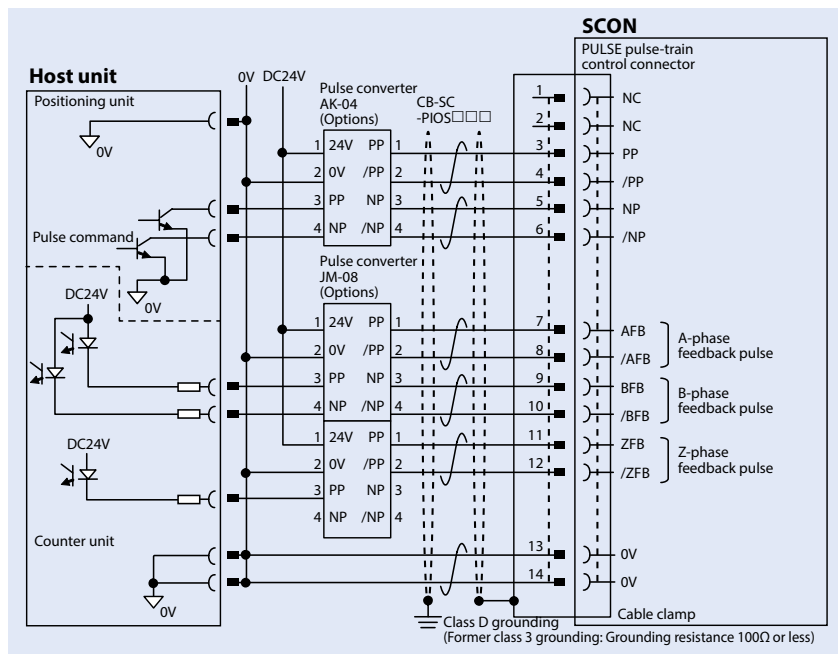 SCON
PULSE pulse-train
control connector
Host unit
Positioning unit
0V
0V DC24V
Pulse converter
AK-04
(Options)
CB-SC
-PIOS□□□
1 NC
2 NC
1 24V PP 1 3 PP
2 0V /PP 2 4 /PP
3 PP NP 3 5 NP
4 NP /NP 4 6 /NP
Pulse command
0V
DC24V
Pulse converter
JM-08
(Options)
1 24V PP 1 7 AFB
2 0V /PP 2 8 /AFB
A-phase
feedback pulse
3 PP NP 3 9 BFB
4 NP /NP 4 10 /BFB
B-phase
feedback pulse
DC24V
1 24V PP 1 11 ZFB
2 0V /PP 2 12 /ZFB
Z-phase
feedback pulse
3 PP NP 3
4 NP /NP 4
Counter unit
13 0V
14 0V
0V
Cable clamp
Class D grounding
(Former class 3 grounding: Grounding resistance 100Ω or less)